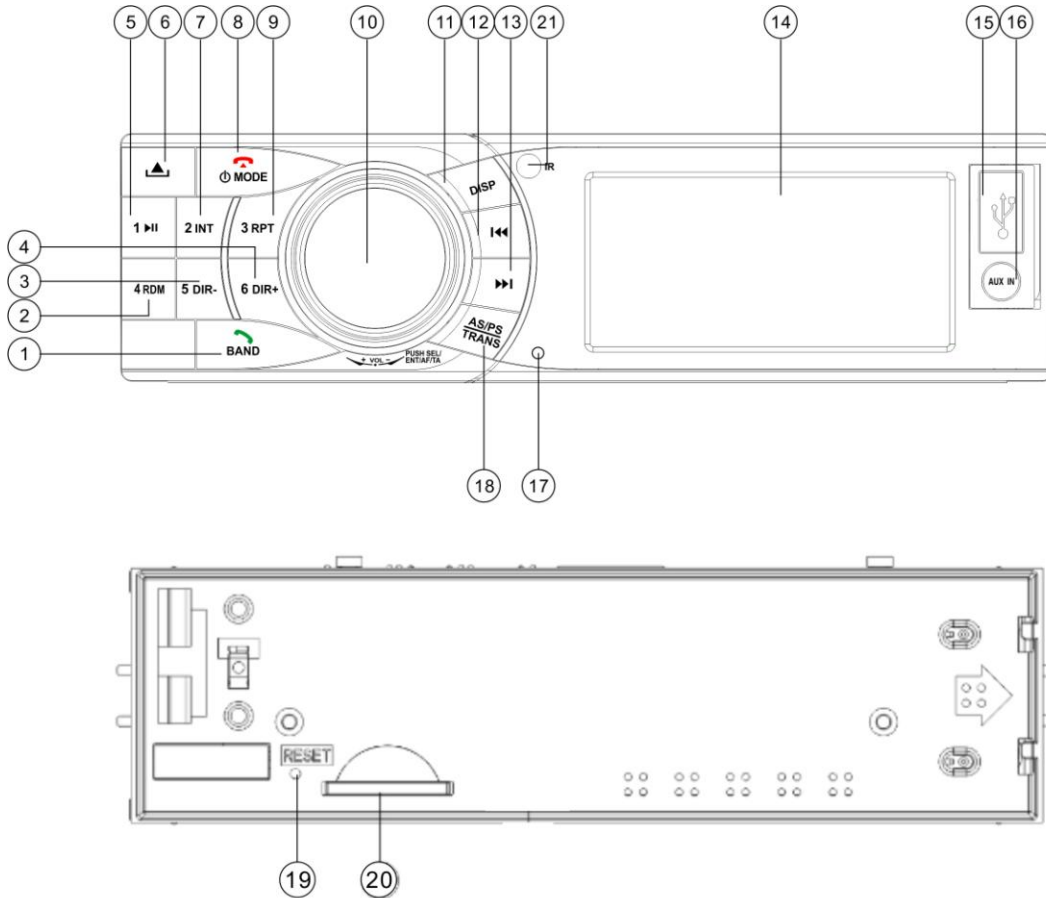 5 6 7 8 9 10 11 12 13 21 14 15 16
IR
MODE
DISP
1 2 INT 3 RPT
4
3
4 RDM 5 DIR- 6 DIR+
AUX IN
2
AS/PS
TRANS
1
BAND
+ VOL - PUSH SEL/
ENT/AF/TA
18 17
RESET
19 20